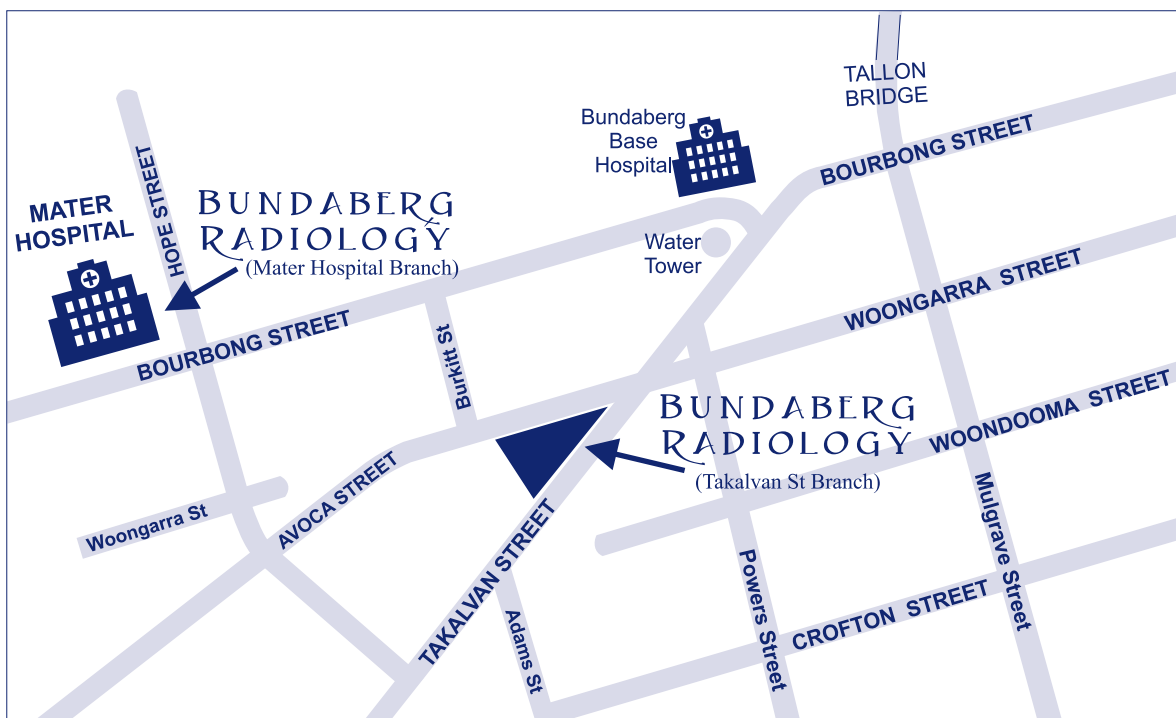 TALLON
BRIDGE
Bundaberg
Base
Hospital
BOURBONG STREET
HOPE STREET
MATER
HOSPITAL
BUNDABERG
RADIOLOGY
(Mater Hospital Branch)
Water
Tower
WOONGARRA STREET
BOURBONG STREET
Burkitt St
BUNDABERG
RADIOLOGY
(Takalvan St Branch)
WOONDOOMA STREET
AVOCA STREET
Woongarra St
TAKALVAN STREET
Mulgrave Street
Powers Street
Adams St
CROFTON STREET